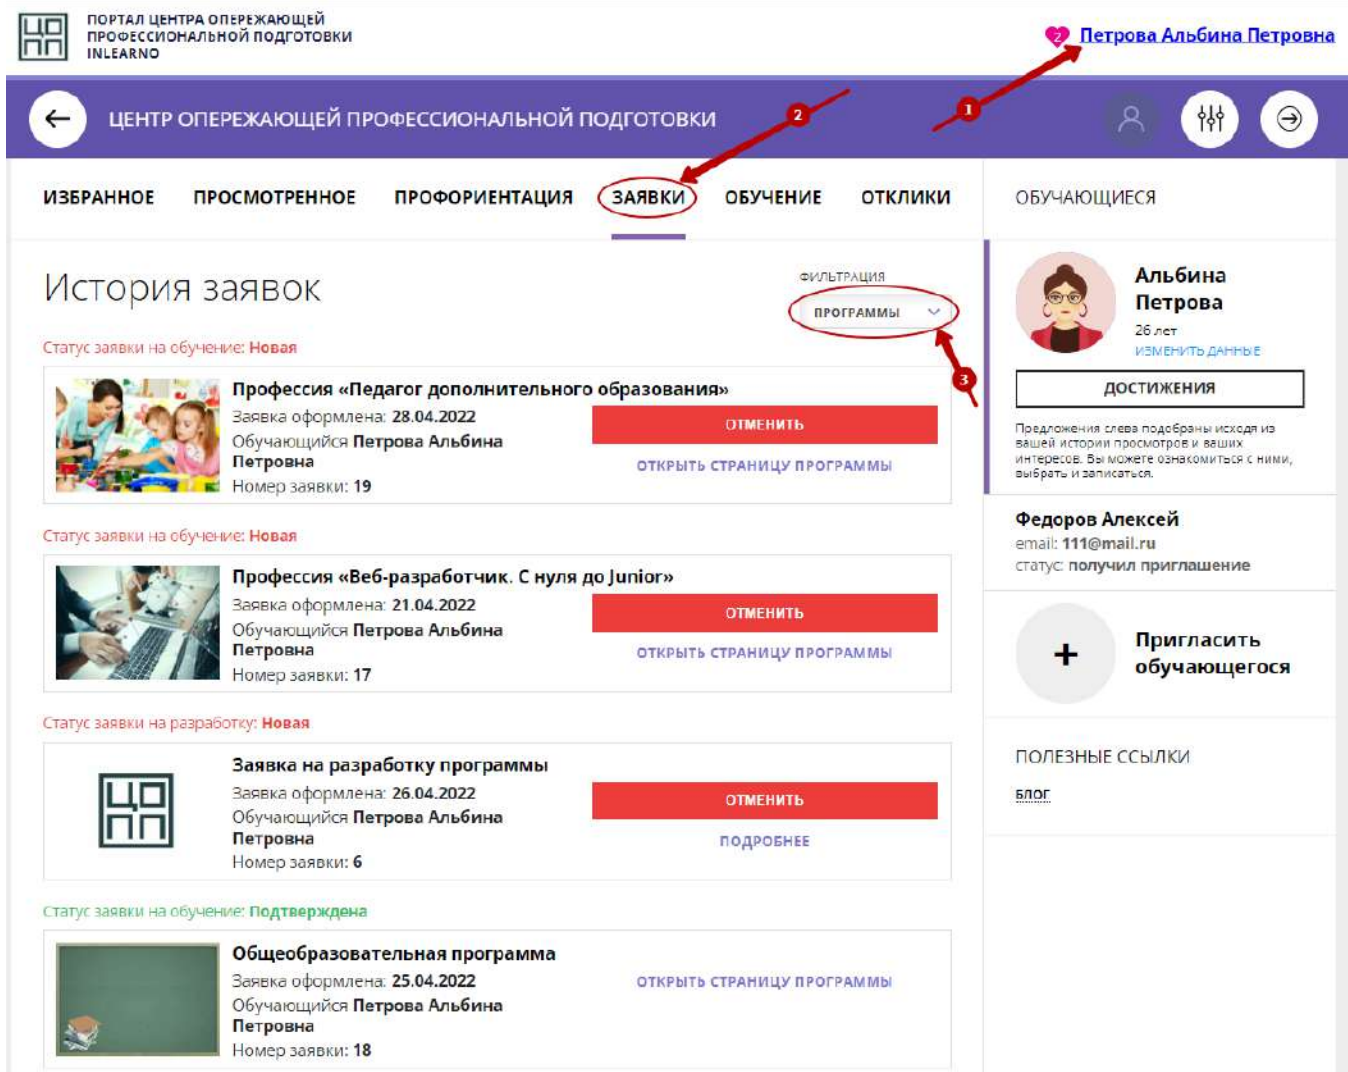 ПОРТАЛ ЦЕНТРА ОПЕРЕЖАЮЩЕЙ
ПРОФЕССИОНАЛЬНОЙ ПОДГОТОВКИ
INLEARNO
2
Петрова Альбина Петровна
1
2
ЦЕНТР ОПЕРЕЖАЮЩЕЙ ПРОФЕССИОНАЛЬНОЙ ПОДГОТОВКИ
ИЗБРАННОЕ ПРОСМОТРЕННОЕ ПРОФОРИЕНТАЦИЯ ЗАЯВКИ ОБУЧЕНИЕ ОТКЛИКИ
История заявок
ФИЛЬТРАЦИЯ
ПРОГРАММЫ
3
Статус заявки на обучение: Новая
Профессия «Педагог дополнительного образования»
Заявка оформлена: 28.04.2022
Обучающийся Петрова Альбина
Петровна
Номер заявки: 19
ОТМЕНИТЬ
ОТКРЫТЬ СТРАНИЦУ ПРОГРАММЫ
Статус заявки на обучение: Новая
Профессия «Веб-разработчик. С нуля до Junior»
Заявка оформлена: 21.04.2022
Обучающийся Петрова Альбина
Петровна
Номер заявки: 17
ОТМЕНИТЬ
ОТКРЫТЬ СТРАНИЦУ ПРОГРАММЫ
Статус заявки на разработку: Новая
ЦО
ПП
Заявка на разработку программы
Заявка оформлена: 26.04.2022
Обучающийся Петрова Альбина
Петровна
Номер заявки: 6
ОТМЕНИТЬ
ПОДРОБНЕЕ
Статус заявки на обучение: Подтверждена
Общеобразовательная программа
Заявка оформлена: 25.04.2022
Обучающийся Петрова Альбина
Петровна
Номер заявки: 18
ОТКРЫТЬ СТРАНИЦУ ПРОГРАММЫ
ОБУЧАЮЩИЕСЯ
Альбина
Петрова
26 лет
ИЗМЕНИТЬ ДАННЫЕ
ДОСТИЖЕНИЯ
Предложения слева подобраны исходя из
вашей истории просмотров и ваших
интересов. Вы можете ознакомиться с ними,
выбрать и записаться.
Федоров Алексей
email: 111@mail.ru
статус: получил приглашение
+
Пригласить
обучающегося
ПОЛЕЗНЫЕ ССЫЛКИ
БЛОГ